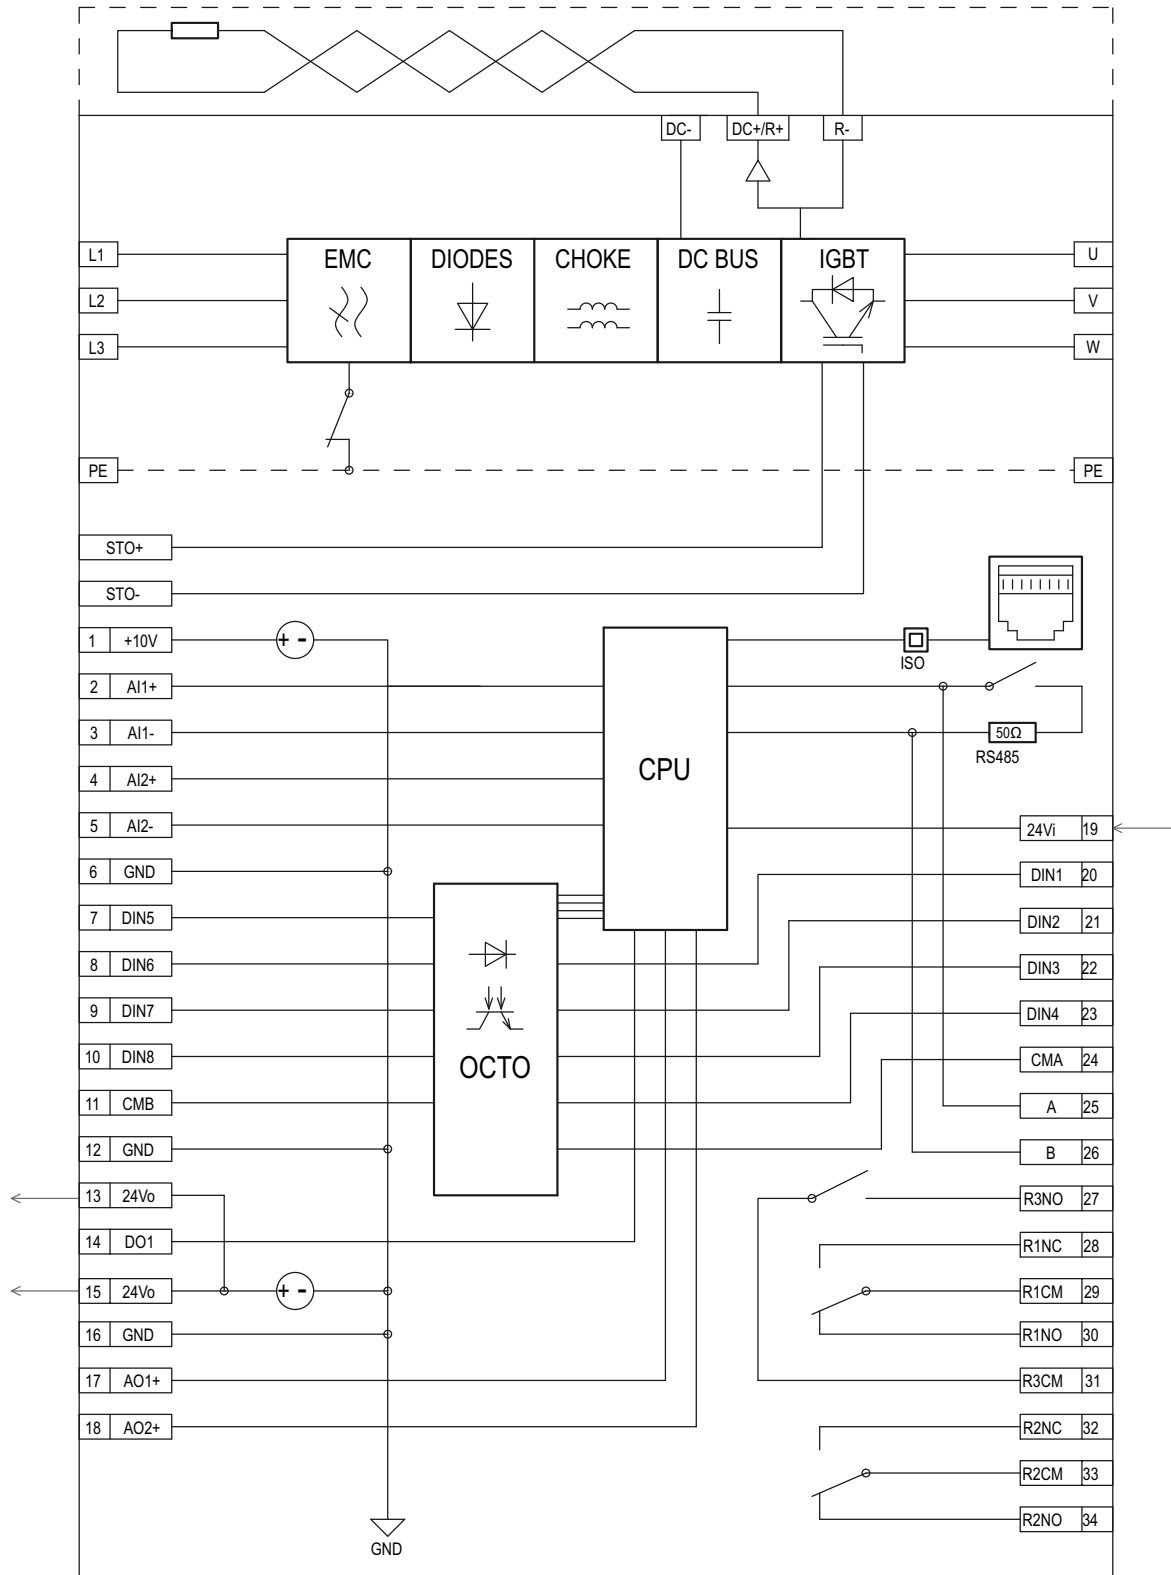 DC- DC+/R+ R-
L1 EMC DIODES CHOKE DC BUS IGBT U
L2 V
L3 W
PE PE
STO+
STO-
1 +10V + -
ISO
2 AI1+
3 AI1- 50Ω
RS485
CPU
4 AI2+
5 AI2- 24Vi 19
6 GND DIN1 20
7 DIN5 DIN2 21
8 DIN6 DIN3 22
9 DIN7 DIN4 23
10 DIN8 OCTO CMA 24
11 CMB A 25
12 GND B 26
13 24Vo R3NO 27
14 DO1 R1NC 28
15 24Vo + - R1CM 29
16 GND R1NO 30
17 AO1+ R3CM 31
18 AO2+ R2NC 32
R2CM 33
R2NO 34
GND